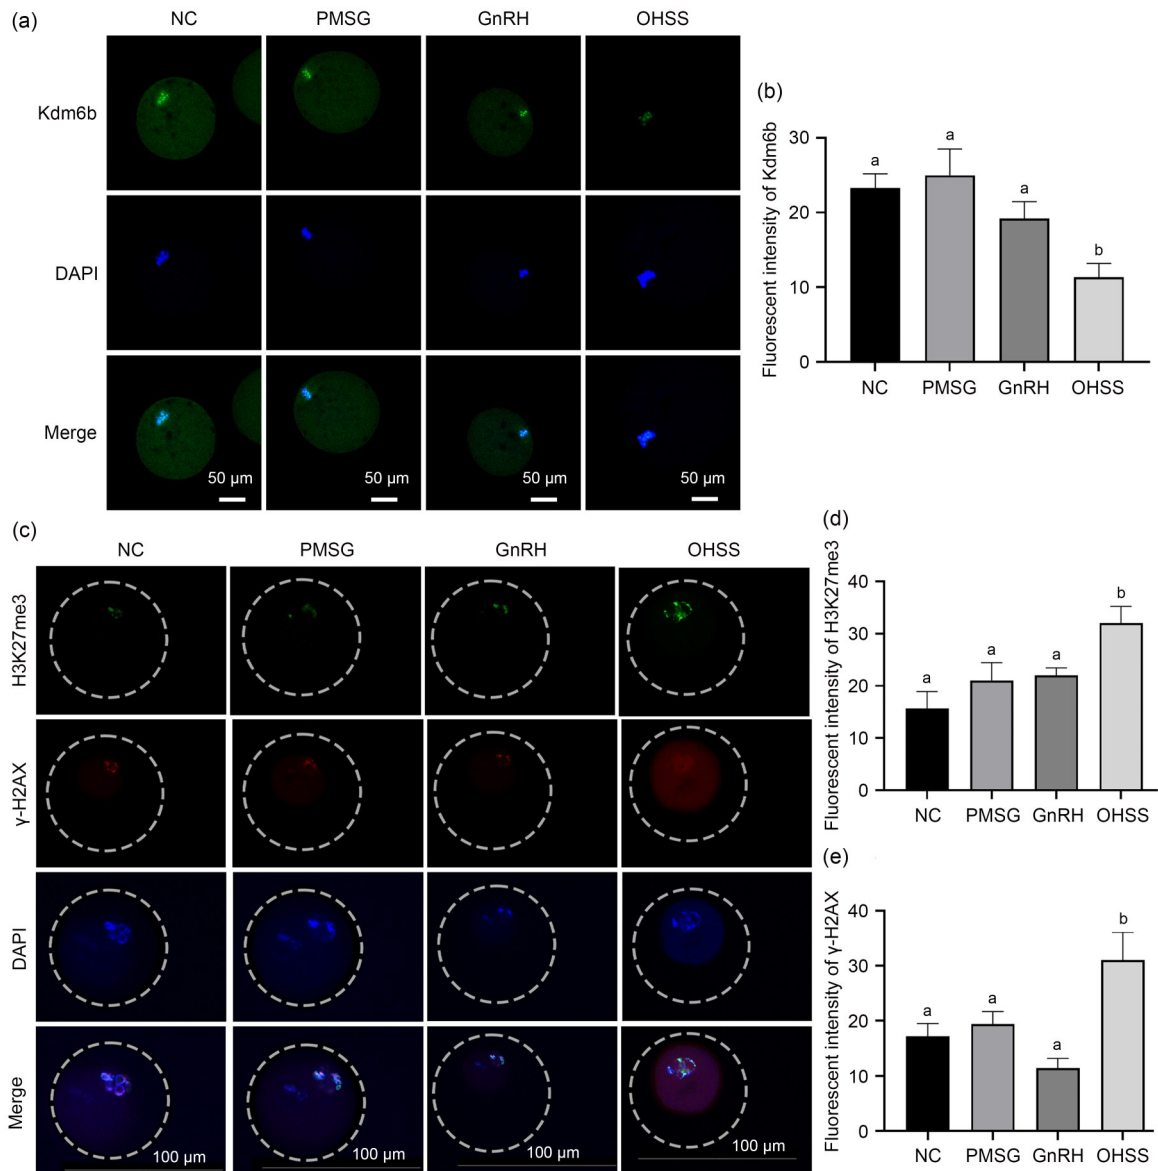 (a)
NC PMSG GnRH OHSS
Kdm6b
DAPI
Merge
50 μm 50 μm 50 μm 50 μm
(b)
Fluorescent intensity of Kdm6b
30
20
10
0
a a a b
NC PMSG GnRH OHSS
(c)
NC PMSG GnRH OHSS
H3K27me3
γ-H2AX
DAPI
Merge
100 μm 100 μm 100 μm 100 μm
(d)
Fluorescent intensity of H3K27me3
40
30
20
10
0
a a a b
NC PMSG GnRH OHSS
(e)
Fluorescent intensity of γ-H2AX
40
30
20
10
0
a a a b
NC PMSG GnRH OHSS